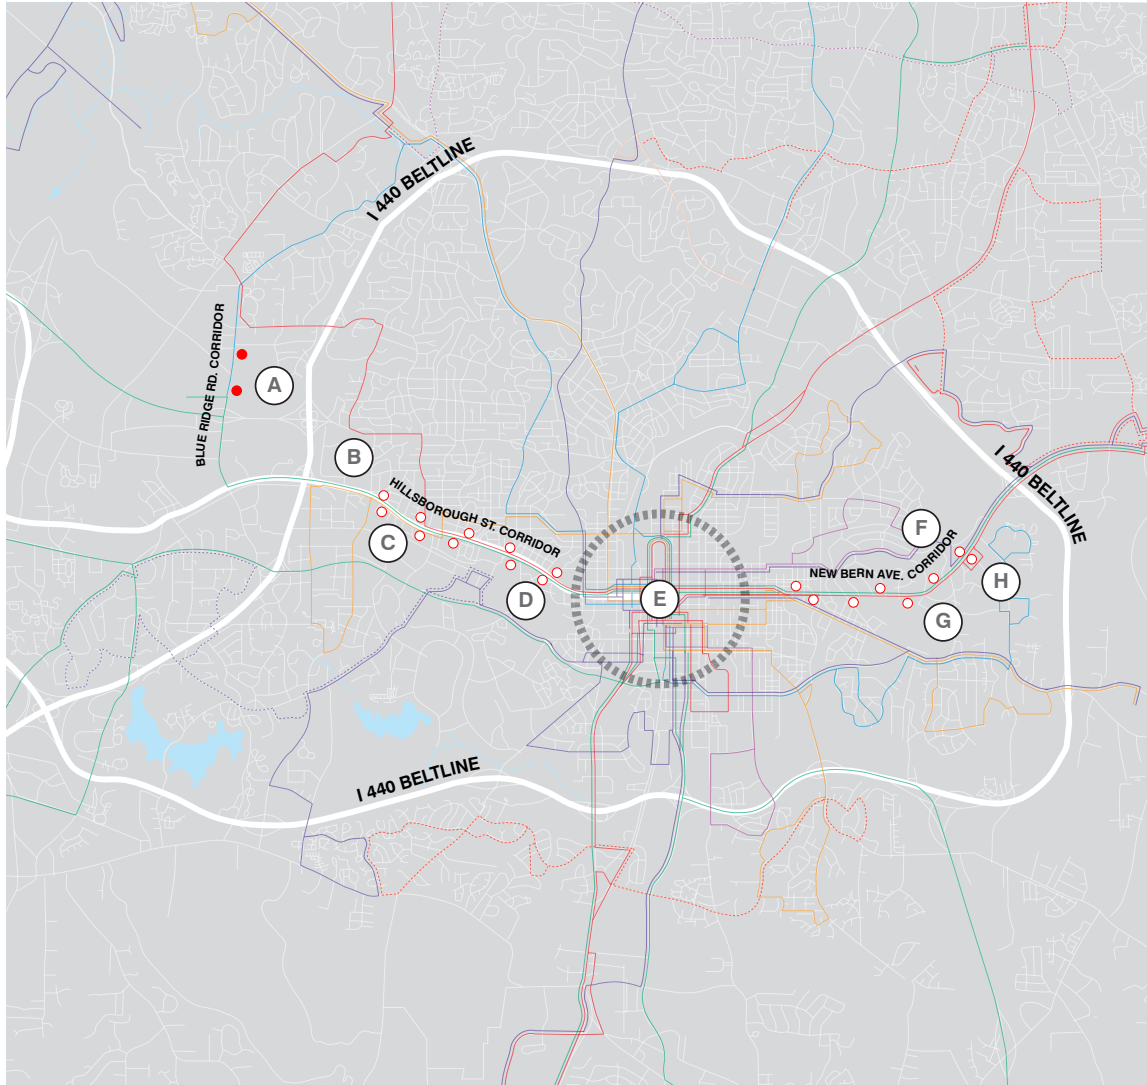 I 440 BELTLINE
BLUE RIDGE RD. CORRIDOR
A
B
HILLSBOROUGH ST. CORRIDOR
C
D
E
I 440 BELTLINE
F
NEW BERN AVE. CORRIDOR
H
G
I 440 BELTLINE